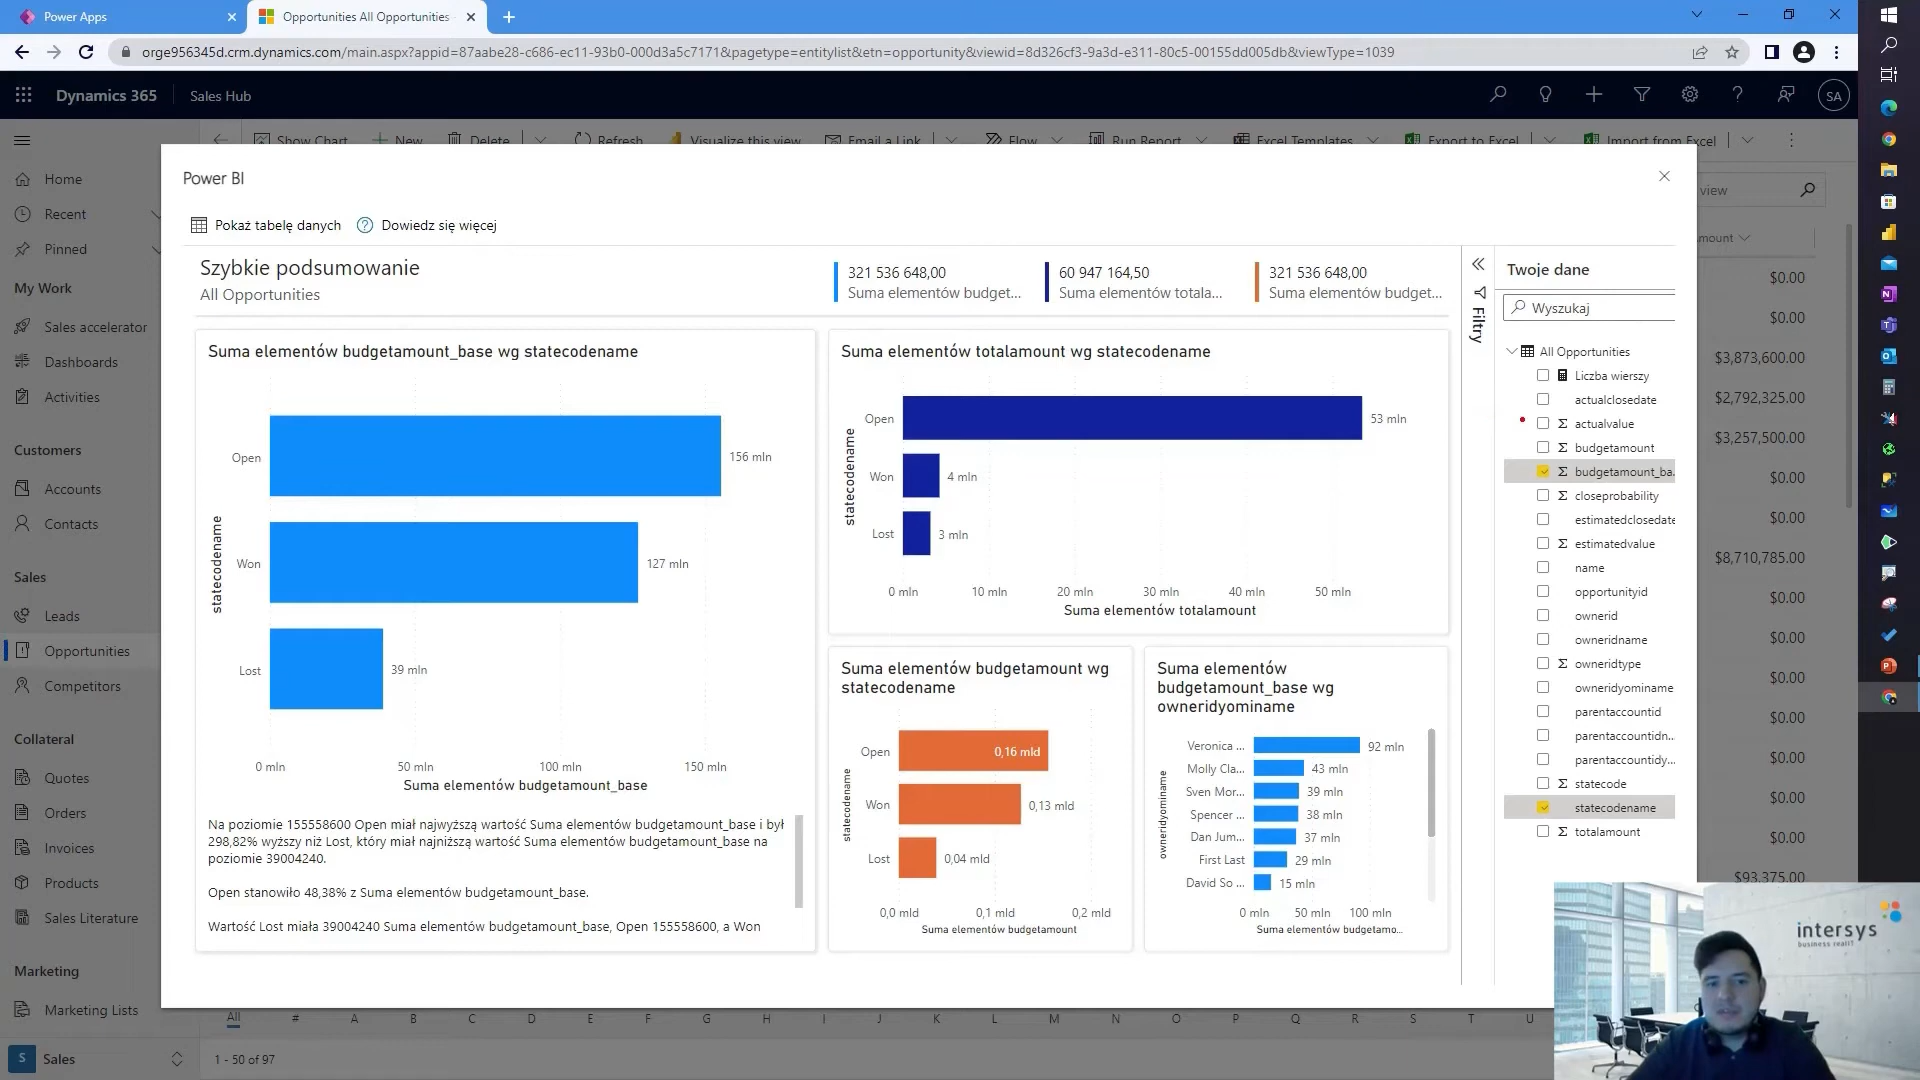 Power Apps
Opportunities All Opportunities
orge956345d.crm.dynamics.com/main.aspx?appid=87aabe28-c686-ec11-93b0-000d3a5c7171&pagetype=entitylist&etn=opportunity&viewid=8d326cf3-9a3d-e311-80c5-00155dd005db&viewType=1039
Dynamics 365
Sales Hub
SA
Show Chart
New
Delete
Refresh
Visualize this view
Email a Link
Flow
Run Report
Excel Templates
Export to Excel
Import from Excel
Home
Recent
Pinned
My Work
Sales accelerator
Dashboards
Activities
Customers
Accounts
Contacts
Sales
Leads
Opportunities
Competitors
Collateral
Quotes
Orders
Invoices
Products
Sales Literature
Marketing
Marketing Lists
S
Sales
Power BI
Pokaż tabelę danych
Dowiedz się więcej
Szybkie podsumowanie
All Opportunities
321 536 648,00
Suma elementów budget...
60 947 164,50
Suma elementów totala...
321 536 648,00
Suma elementów budget...
Suma elementów budgetamount_base wg statecodename
statecodename
Open
156 mln
Won
127 mln
Lost
39 mln
0 mln
50 mln
100 mln
150 mln
Suma elementów budgetamount_base
Na poziomie 155558600 Open miał najwyższą wartość Suma elementów budgetamount_base i był
298,82% wyższy niż Lost, który miał najniższą wartość Suma elementów budgetamount_base na
poziomie 39004240.
Open stanowiło 48,38% z Suma elementów budgetamount_base.
Wartość Lost miała 39004240 Suma elementów budgetamount_base, Open 155558600, a Won
Suma elementów totalamount wg statecodename
statecodename
Open
53 mln
Won
4 mln
Lost
3 mln
0 mln
10 mln
20 mln
30 mln
40 mln
50 mln
Suma elementów totalamount
Suma elementów budgetamount wg
statecodename
statecodename
Open
0,16 mld
Won
0,13 mld
Lost
0,04 mld
0,0 mld
0,1 mld
0,2 mld
Suma elementów budgetamount
Suma elementów
budgetamount_base wg
owneridyominame
owneridyominame
Veronica ...
92 mln
Molly Cla...
43 mln
Sven Mor...
39 mln
Spencer ...
38 mln
Dan Jum...
37 mln
First Last
29 mln
David So ...
15 mln
0 mln
50 mln
100 mln
Suma elementów budgetamo...
Filtry
Twoje dane
Wyszukaj
All Opportunities
Liczba wierszy
actualclosedate
Σ actualvalue
Σ budgetamount
Σ budgetamount_ba.
Σ closeprobability
estimatedclosedate
Σ estimatedvalue
name
opportunityid
ownerid
owneridname
Σ owneridtype
owneridyominame
parentaccountid
parentaccountidn...
parentaccountidy...
Σ statecode
statecodename
Σ totalamount
view
mount
$0.00
$0.00
$3,873,600.00
$2,792,325.00
$3,257,500.00
$0.00
$0.00
$8,710,785.00
$0.00
$0.00
$0.00
$0.00
$0.00
$0.00
$0.00
$93,375.00
All
#
A
B
C
D
E
F
G
H
I
J
K
L
M
N
O
P
Q
R
S
T
U
1 - 50 of 97
intersys
business ready